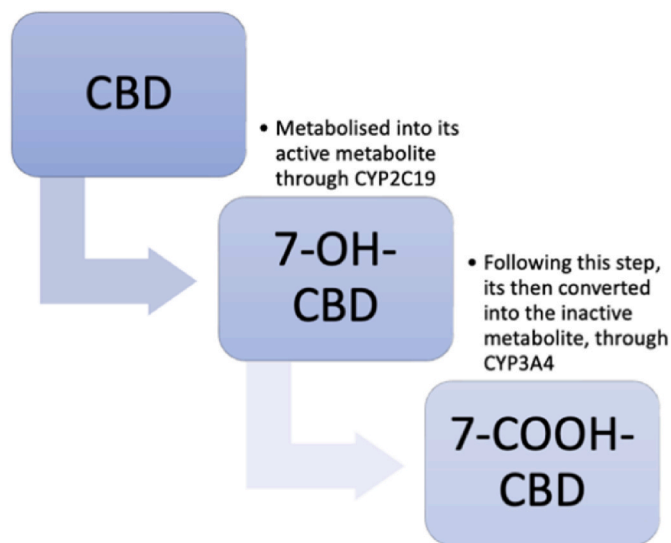 CBD
• Metabolised into its
active metabolite
through CYP2C19
7-OH-
CBD
• Following this step,
its then converted
into the inactive
metabolite, through
CYP3A4
7-COOH-
CBD